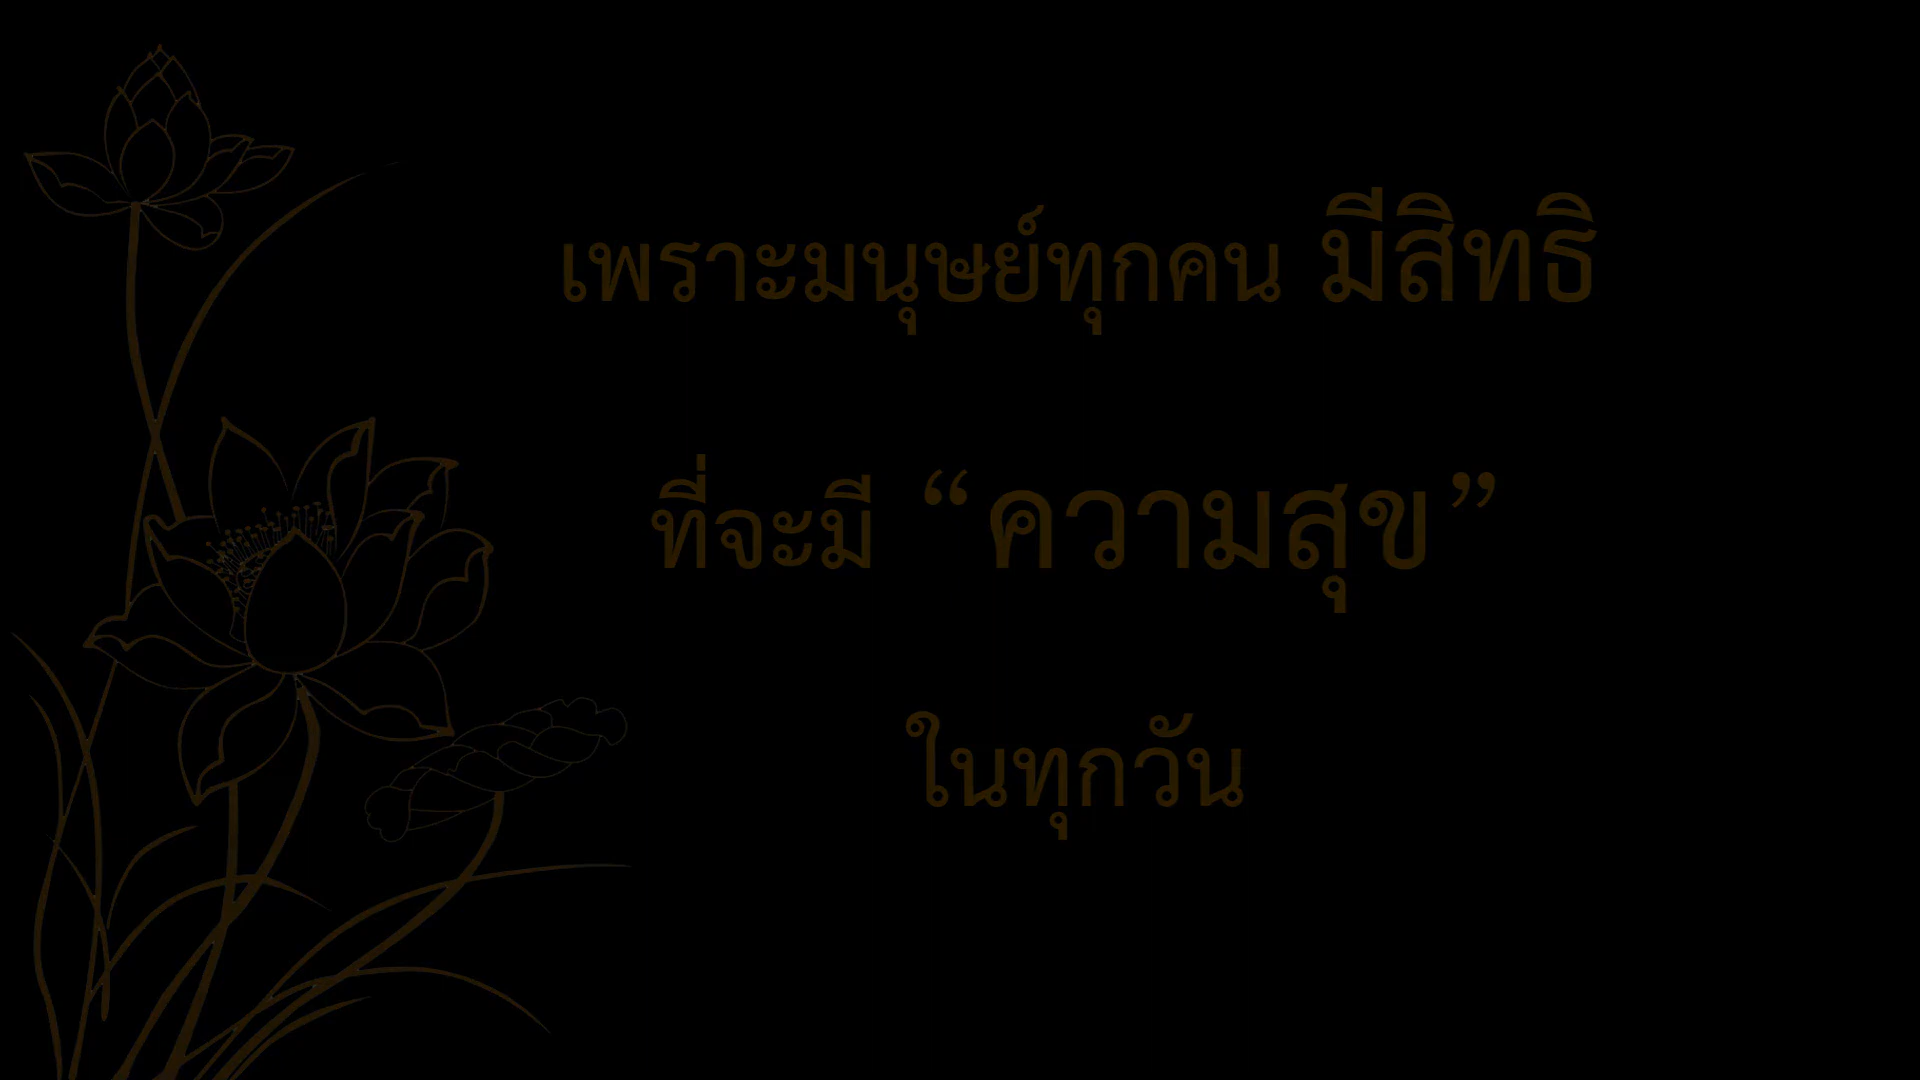 เพราะมนุษย์ทุกคน มีสิทธิ
ที่จะมี “ความสุข”
ในทุกวัน